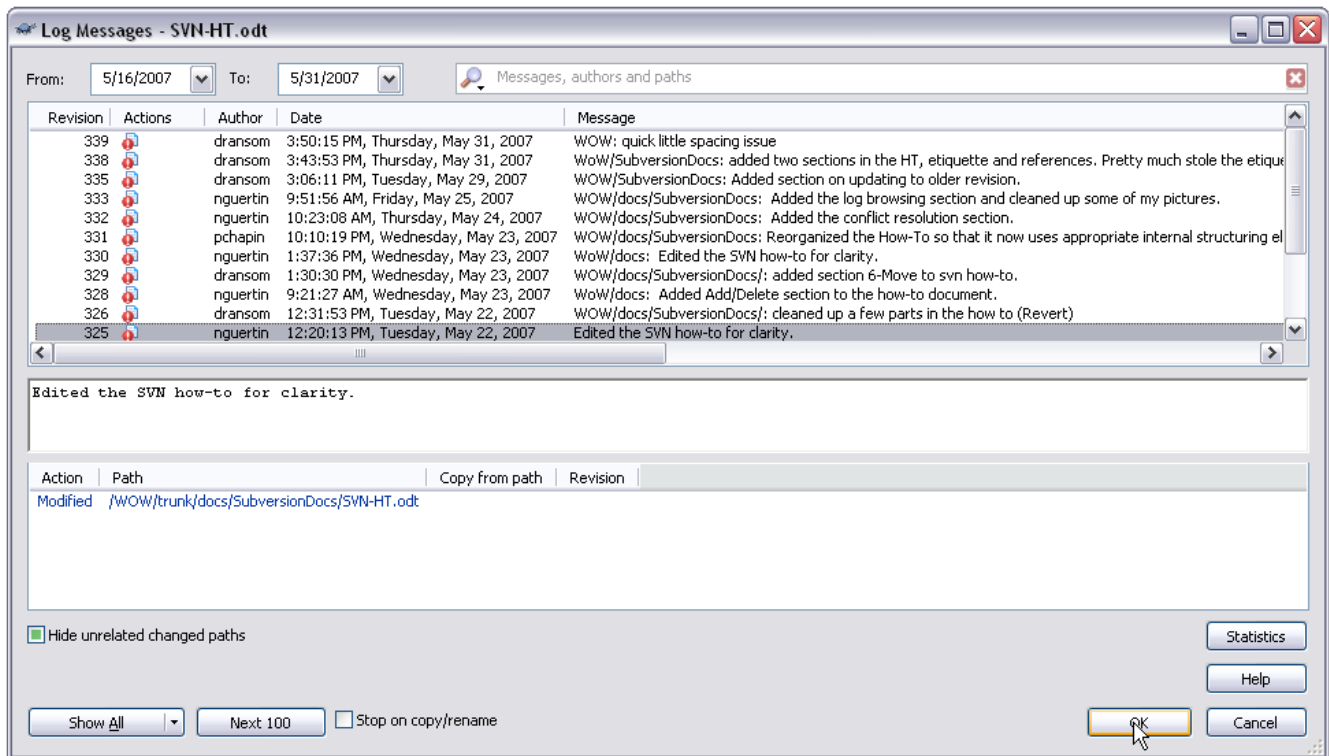 Log Messages - SVN-HT.odt
From: 5/16/2007 To: 5/31/2007 Messages, authors and paths
Revision Actions Author Date Message
339 dransom 3:50:15 PM, Thursday, May 31, 2007 WOW: quick little spacing issue
338 dransom 3:43:53 PM, Thursday, May 31, 2007 WoW/SubversionDocs: added two sections in the HT, etiquette and references. Pretty much stole the etique
335 dransom 3:06:11 PM, Tuesday, May 29, 2007 WOW/SubversionDocs: Added section on updating to older revision.
333 nguertin 9:51:56 AM, Friday, May 25, 2007 WOW/docs/SubversionDocs: Added the log browsing section and cleaned up some of my pictures.
332 nguertin 10:23:08 AM, Thursday, May 24, 2007 WOW/docs/SubversionDocs: Added the conflict resolution section.
331 pchapin 10:10:19 PM, Wednesday, May 23, 2007 WOW/docs/SubversionDocs: Reorganized the How-To so that it now uses appropriate internal structuring el
330 nguertin 1:37:36 PM, Wednesday, May 23, 2007 WoW/docs: Edited the SVN how-to for clarity.
329 dransom 1:30:30 PM, Wednesday, May 23, 2007 WOW/docs/SubversionDocs/: added section 6-Move to svn how-to.
328 nguertin 9:21:27 AM, Wednesday, May 23, 2007 WoW/docs: Added Add/Delete section to the how-to document.
326 dransom 12:31:53 PM, Tuesday, May 22, 2007 WOW/docs/SubversionDocs/: cleaned up a few parts in the how to (Revert)
325 nguertin 12:20:13 PM, Tuesday, May 22, 2007 Edited the SVN how-to for clarity.
Edited the SVN how-to for clarity.
Action Path Copy from path Revision
Modified /WOW/trunk/docs/SubversionDocs/SVN-HT.odt
Hide unrelated changed paths
Statistics
Help
Show All Next 100 Stop on copy/rename OK Cancel